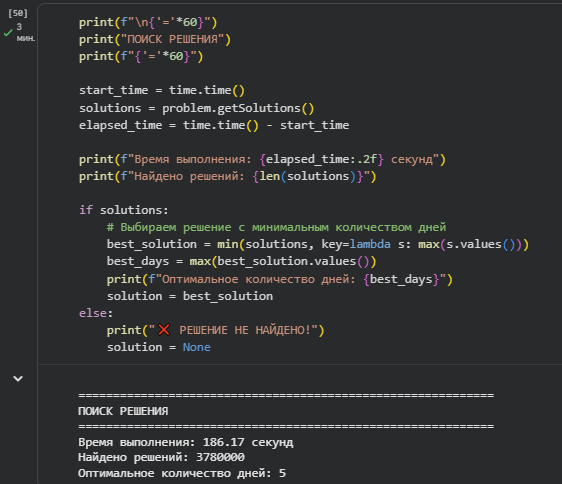 [50]
3
мин.
print(f"\n{'='*60}")
print("ПОИСК РЕШЕНИЯ")
print(f"{'='*60}")
start_time = time.time()
solutions = problem.getSolutions()
elapsed_time = time.time() - start_time
print(f"Время выполнения: {elapsed_time:.2f} секунд")
print(f"Найдено решений: {len(solutions)}")
if solutions:
# Выбираем решение с минимальным количеством дней
best_solution = min(solutions, key=lambda s: max(s.values()))
best_days = max(best_solution.values())
print(f"Оптимальное количество дней: {best_days}")
solution = best_solution
else:
print("❌ РЕШЕНИЕ НЕ НАЙДЕНО!")
solution = None
============================================================
ПОИСК РЕШЕНИЯ
============================================================
Время выполнения: 186.17 секунд
Найдено решений: 3780000
Оптимальное количество дней: 5